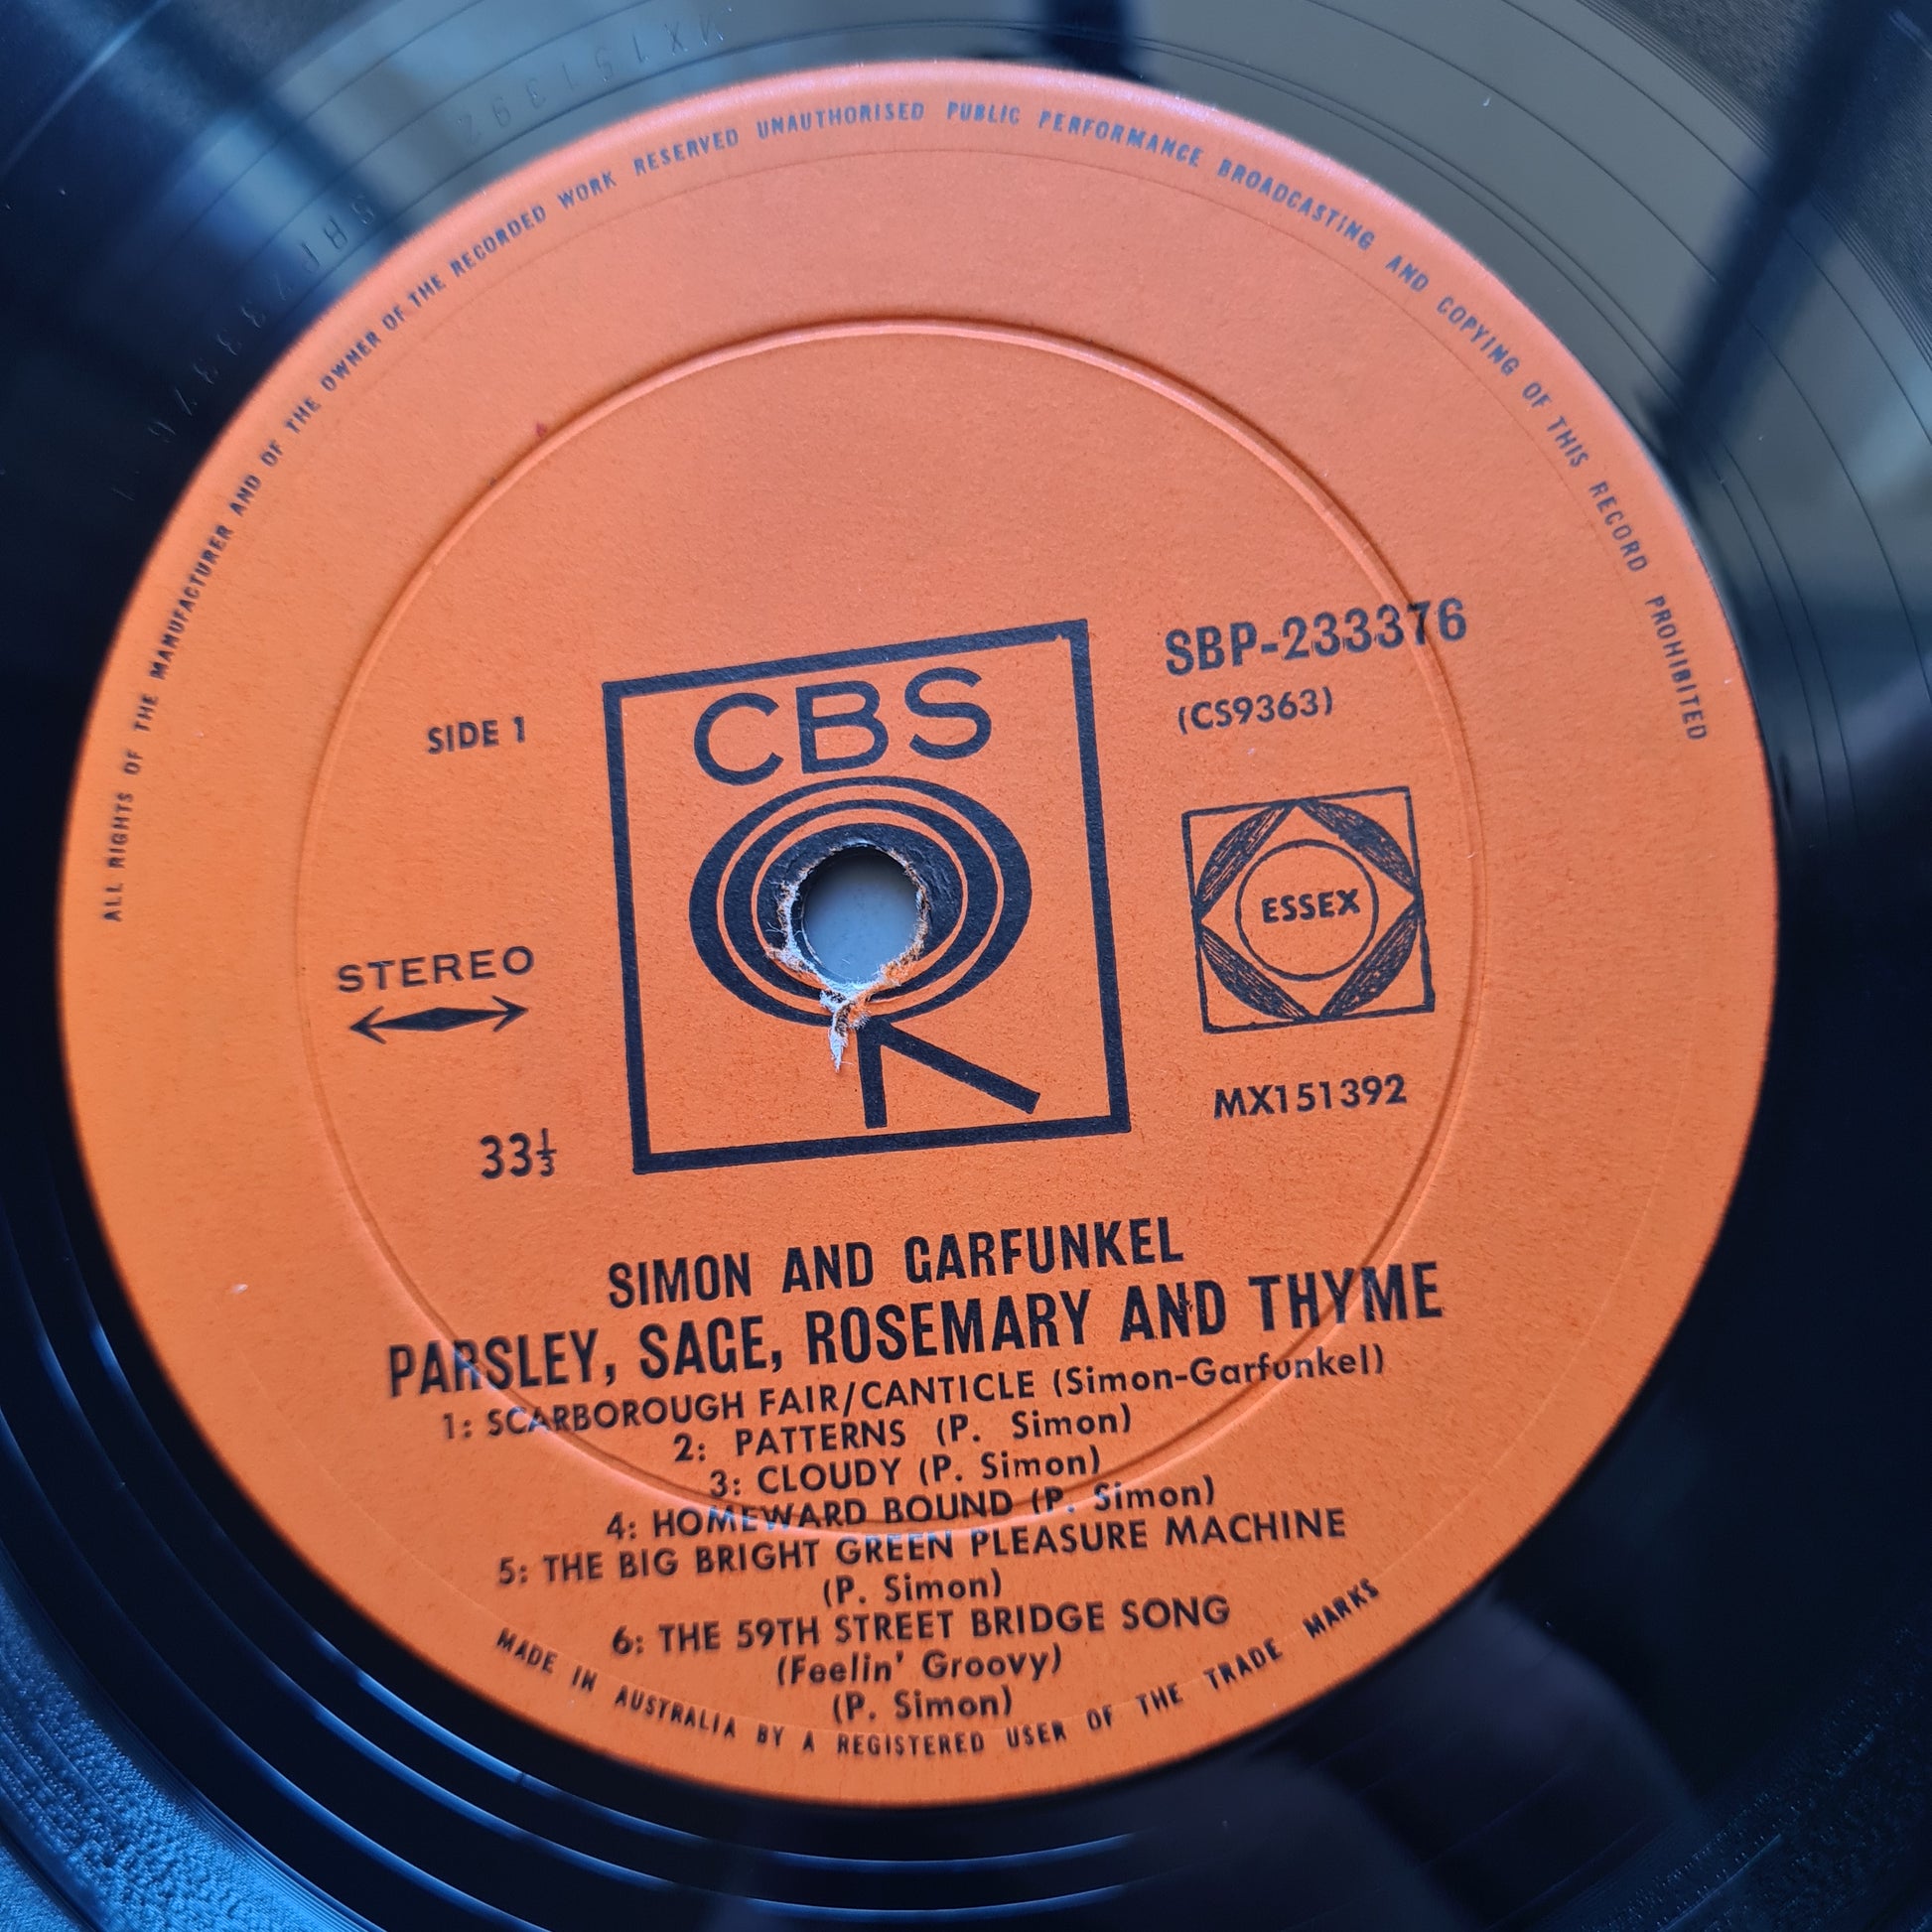 ALL RIGHTS OF THE MANUFACTURER AND OF THE OWNER OF THE RECORDED WORK RESERVED UNAUTHORISED PUBLIC PERFORMANCE BROADCASTING AND COPYING OF THIS RECORD PROHIBITED
MX151392
SBP 233376
SBP-233376
(CS9363)
SIDE 1
CBS
ESSEX
STEREO
MX151392
33⅓
SIMON AND GARFUNKEL
PARSLEY, SAGE, ROSEMARY AND THYME
1: SCARBOROUGH FAIR/CANTICLE (Simon-Garfunkel)
2: PATTERNS (P. Simon)
3: CLOUDY (P. Simon)
4: HOMEWARD BOUND (P. Simon)
5: THE BIG BRIGHT GREEN PLEASURE MACHINE
(P. Simon)
6: THE 59TH STREET BRIDGE SONG
(Feelin' Groovy)
(P. Simon)
MADE IN AUSTRALIA BY A REGISTERED USER OF THE TRADE MARKS